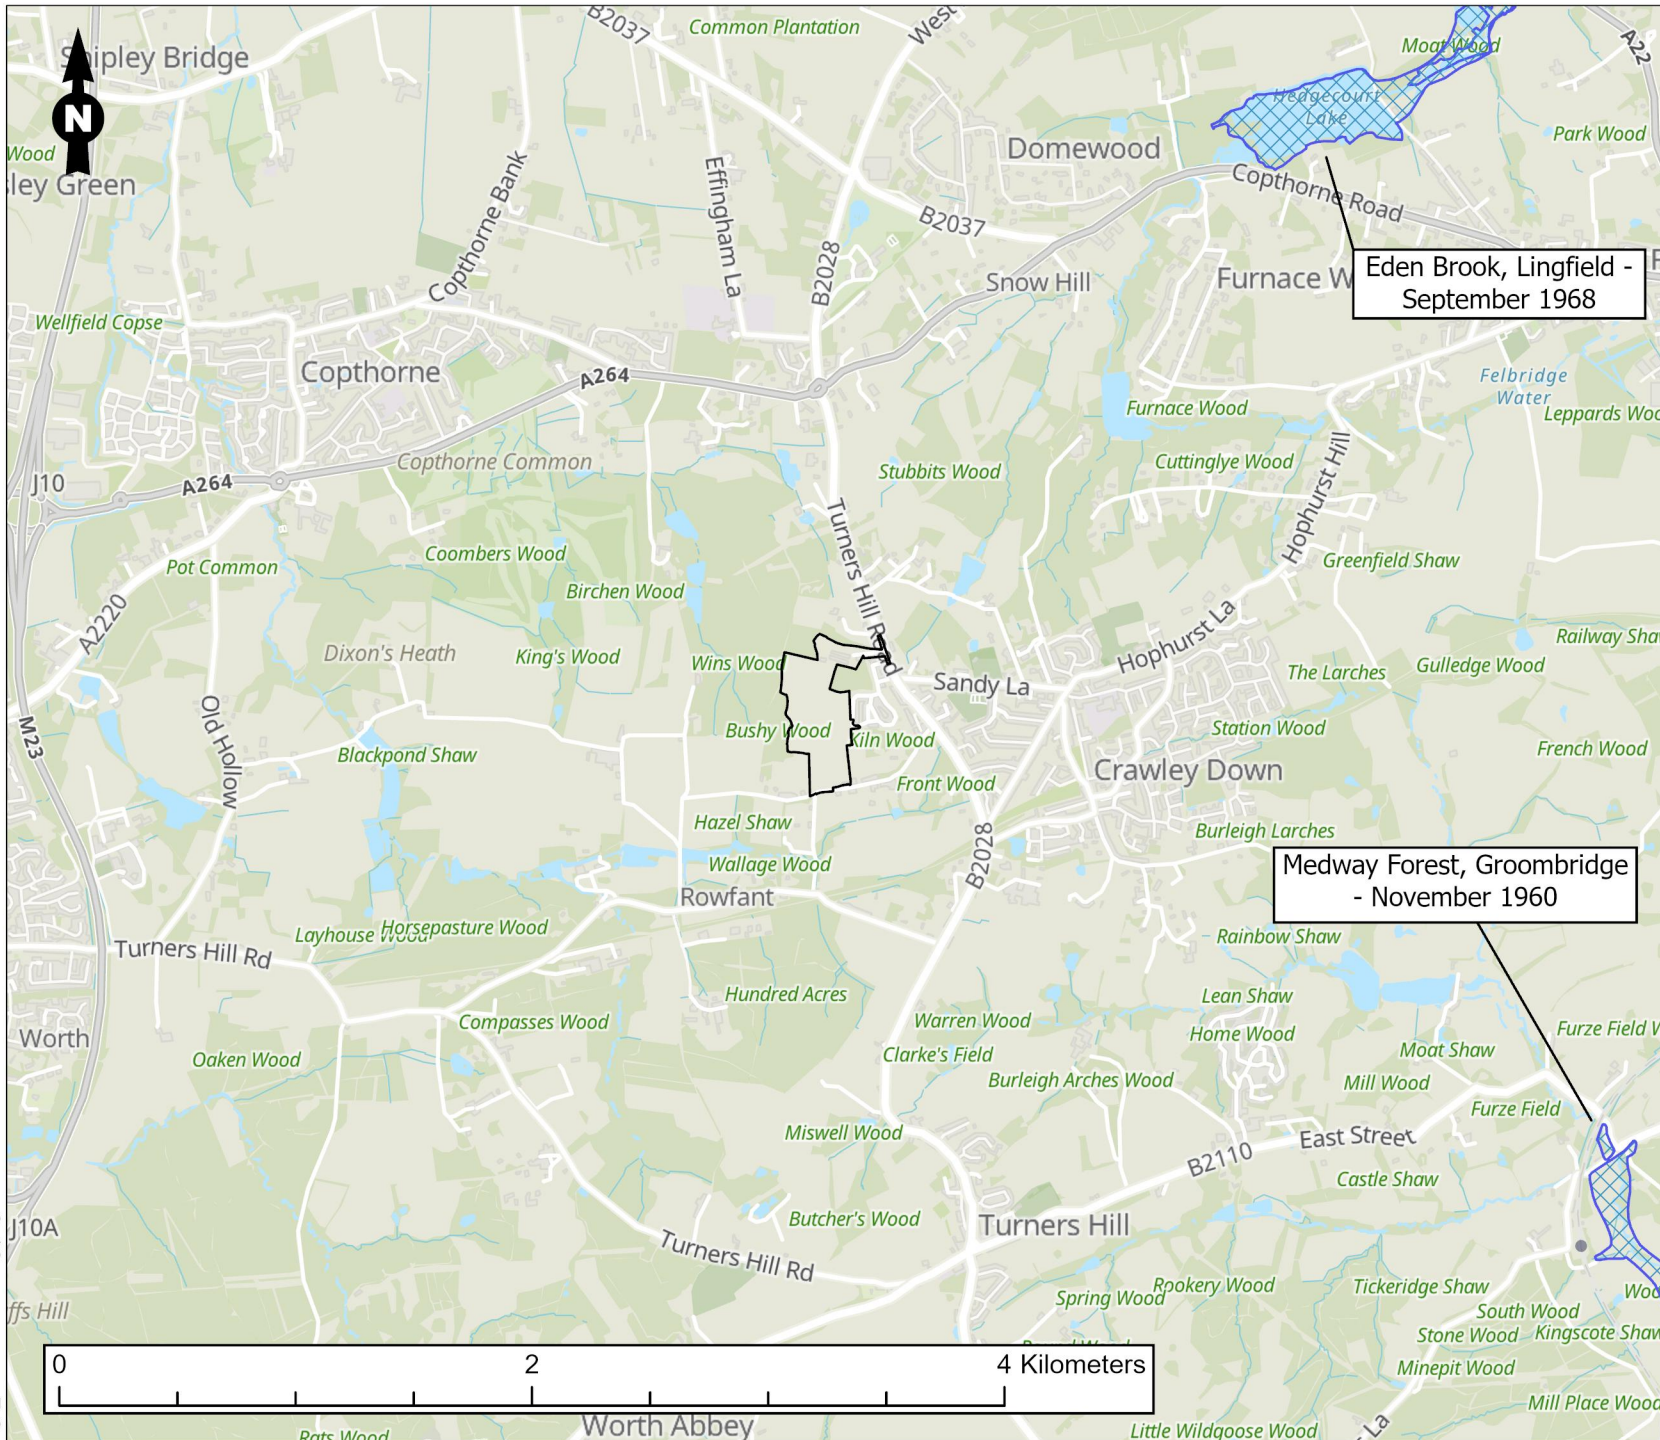 B2037
West
Common Plantation
Moat Wood
A22
Shipley Bridge
N
Hedgecourt
Lake
Wood
Park Wood
Domewood
sley Green
Copthorne Bank
Effingham La
Copthorne Road
B2037
B2028
Snow Hill
Furnace W
Eden Brook, Lingfield -
September 1968
F
Wellfield Copse
Copthorne
A264
Felbridge
Water
Furnace Wood
Leppards Woo
Copthorne Common
Stubbits Wood
Cuttinglye Wood
J10
A264
Turners Hill Road
Hophurst Hill
Coombers Wood
Pot Common
Greenfield Shaw
Birchen Wood
A2220
Hophurst La
Railway Sha
Dixon's Heath
King's Wood
Wins Wood
Gulledge Wood
The Larches
Sandy La
Old Hollow
M23
Bushy Wood
Kiln Wood
Station Wood
French Wood
Blackpond Shaw
Crawley Down
Front Wood
Hazel Shaw
Burleigh Larches
B2028
Wallage Wood
Medway Forest, Groombridge
- November 1960
Rowfant
Layhouse Wood
Horsepasture Wood
Rainbow Shaw
Turners Hill Rd
Hundred Acres
Lean Shaw
Compasses Wood
Warren Wood
Home Wood
Furze Field W
Worth
Oaken Wood
Clarke's Field
Moat Shaw
Burleigh Arches Wood
Mill Wood
Furze Field
Miswell Wood
East Street
B2110
Castle Shaw
J10A
Butcher's Wood
Turners Hill
Turners Hill Rd
Rookery Wood
Tickeridge Shaw
Woo
Spring Wood
ffs Hill
South Wood
Stone Wood
Kingscote Shaw
0 2 4 Kilometers
Minepit Wood
Mill Place Wood
Worth Abbey
Little Wildgoose Wood
La
Rats Wood